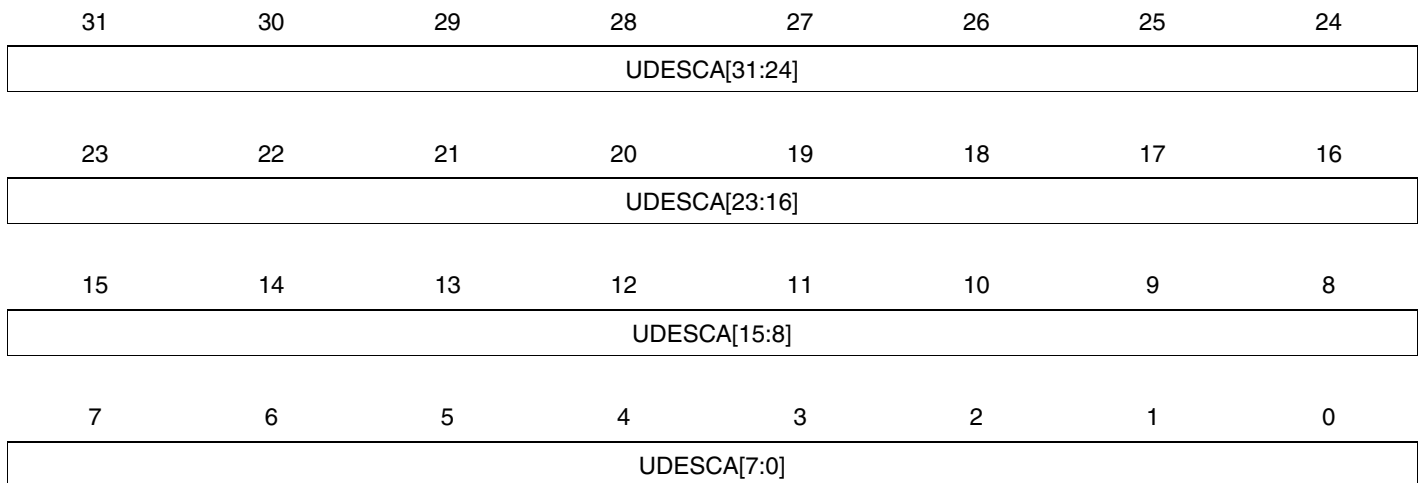 31 30 29 28 27 26 25 24
UDESCA[31:24]
23 22 21 20 19 18 17 16
UDESCA[23:16]
15 14 13 12 11 10 9 8
UDESCA[15:8]
7 6 5 4 3 2 1 0
UDESCA[7:0]